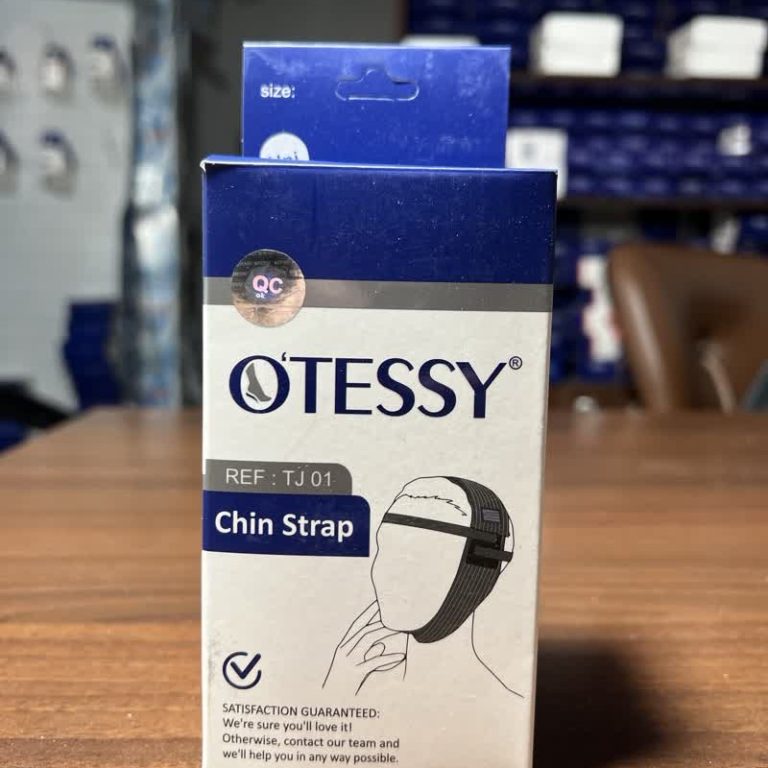 size:
QC
ok
O'TESSY®
REF : TJ 01
Chin Strap
SATISFACTION GUARANTEED:
We're sure you'll love it!
Otherwise, contact our team and
we'll help you in any way possible.